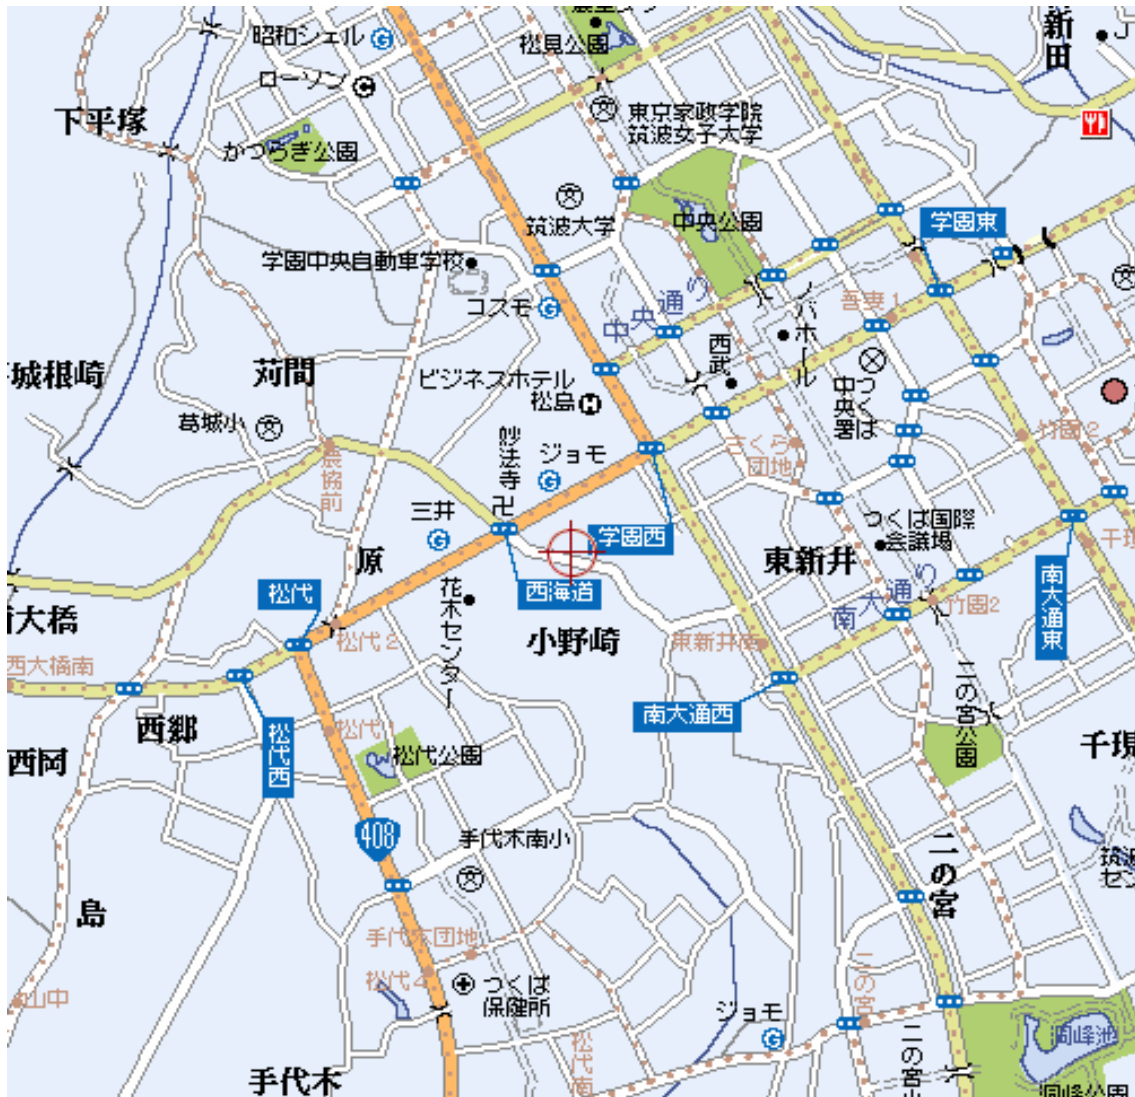 昭和シェル
松見公園
新田
ローソン
下平塚
東京家政学院
筑波女子大学
かつらぎ公園
筑波大学
中央公園
学園東
学園中央自動車学校
コスモ
中央通り
吾妻1
ノバホール
西武
城根崎
苅間
ビジネスホテル
松島
つくば
中央署
葛城小
妙法寺
ジョモ
さくら
団地
竹園2
農協前
三井
卍
学園西
つくば国際
会議場
原
東新井
西海道
松代
花木センター
南大通り
竹園2
南大通東
大橋
松代2
小野崎
東新井南
西大橋南
二の宮公園
西郷
松代西
南大通西
松代公園
西岡
千現
408
手代木南小
二の宮
島
手代木団地
松代4
つくば
保健所
ジョモ
二の宮
山中
松代南
洞峰池
手代木
洞峰公園